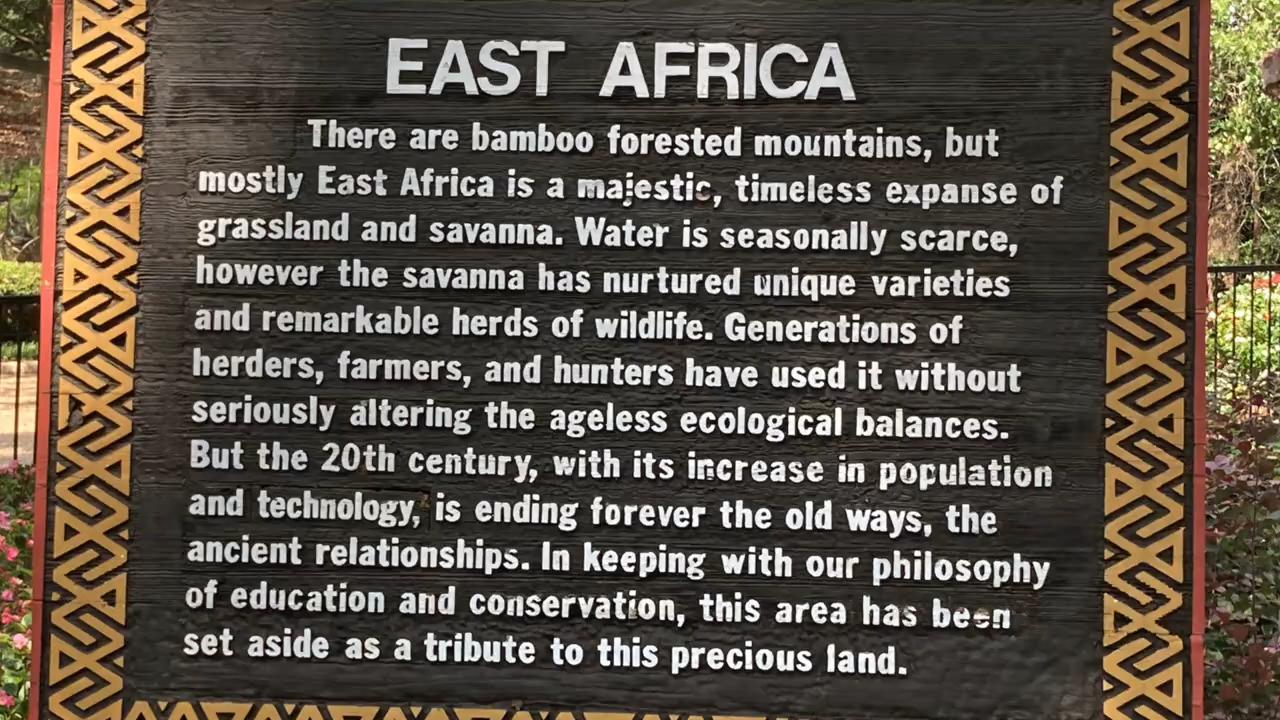 EAST AFRICA
There are bamboo forested mountains, but
mostly East Africa is a majestic, timeless expanse of
grassland and savanna. Water is seasonally scarce,
however the savanna has nurtured unique varieties
and remarkable herds of wildlife. Generations of
herders, farmers, and hunters have used it without
seriously altering the ageless ecological balances.
But the 20th century, with its increase in population
and technology, is ending forever the old ways, the
ancient relationships. In keeping with our philosophy
of education and conservation, this area has been
set aside as a tribute to this precious land.